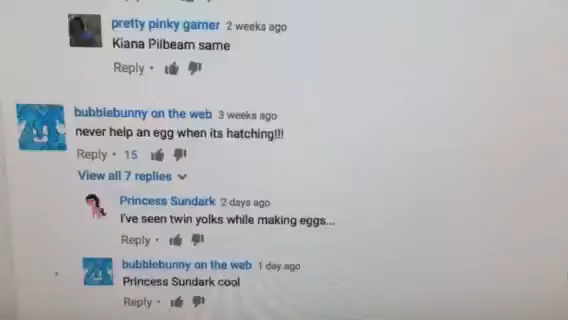 pretty pinky gamer 2 weeks ago
Kiana Pilbeam same
Reply •
bubblebunny on the web 3 weeks ago
never help an egg when its hatching!!!
Reply • 15
View all 7 replies
Princess Sundark 2 days ago
I've seen twin yolks while making eggs...
Reply •
bubblebunny on the web 1 day ago
Princess Sundark cool
Reply •